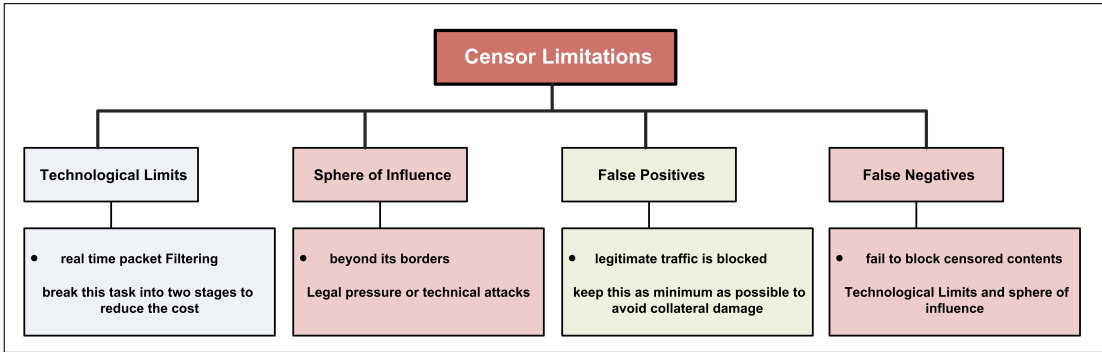 Censor Limitations
Technological Limits
Sphere of Influence
False Positives
False Negatives
• real time packet Filtering
break this task into two stages to
reduce the cost
• beyond its borders
Legal pressure or technical attacks
• legitimate traffic is blocked
keep this as minimum as possible to
avoid collateral damage
• fail to block censored contents
Technological Limits and sphere of
influence